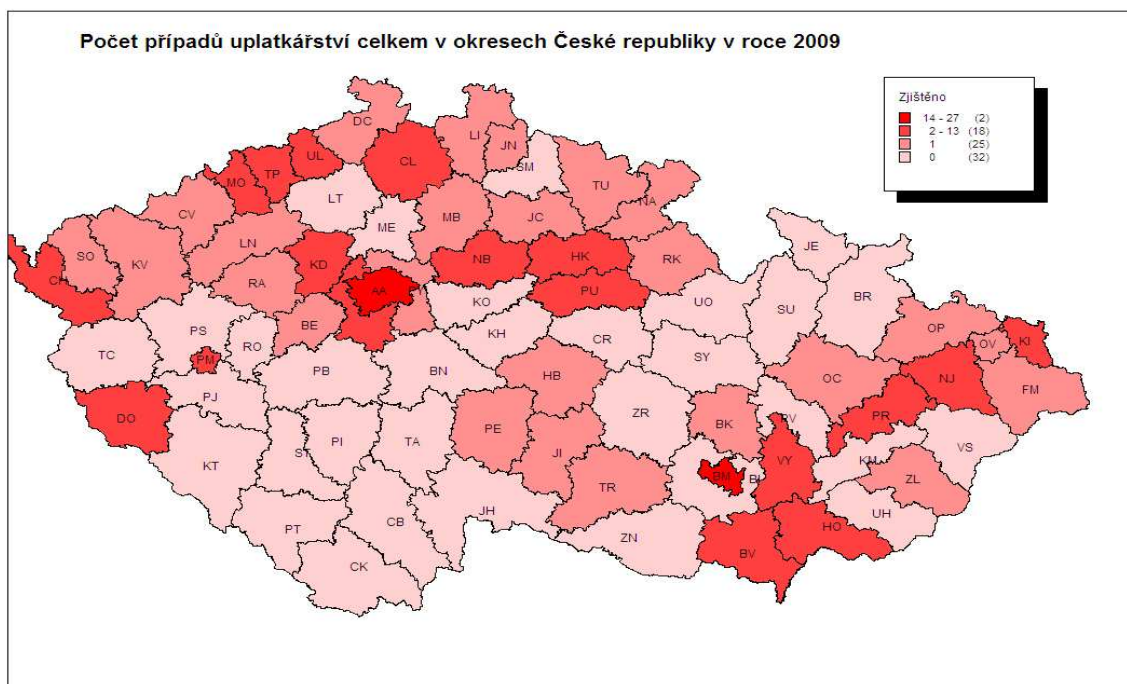 Počet případů uplatkářství celkem v okresech České republiky v roce 2009
Zjištěno
14 - 27 (2)
2 - 13 (18)
1 (25)
0 (32)
DC
LI
JN
SM
UL
CL
TP
MO
LT
TU
NA
CV
ME
MB
JC
LN
SO
KV
KD
NB
HK
RK
JE
CH
RA
AA
PU
KO
UO
SU
BR
PS
BE
KH
CR
OP
TC
RO
PM
SY
OV
KI
PB
BN
HB
OC
NJ
FM
PJ
DO
PR
ZR
PE
BK
PV
KT
ST
PI
TA
JI
VY
KM
VS
BM
TR
ZL
JH
PT
CB
UH
HO
ZN
BV
CK